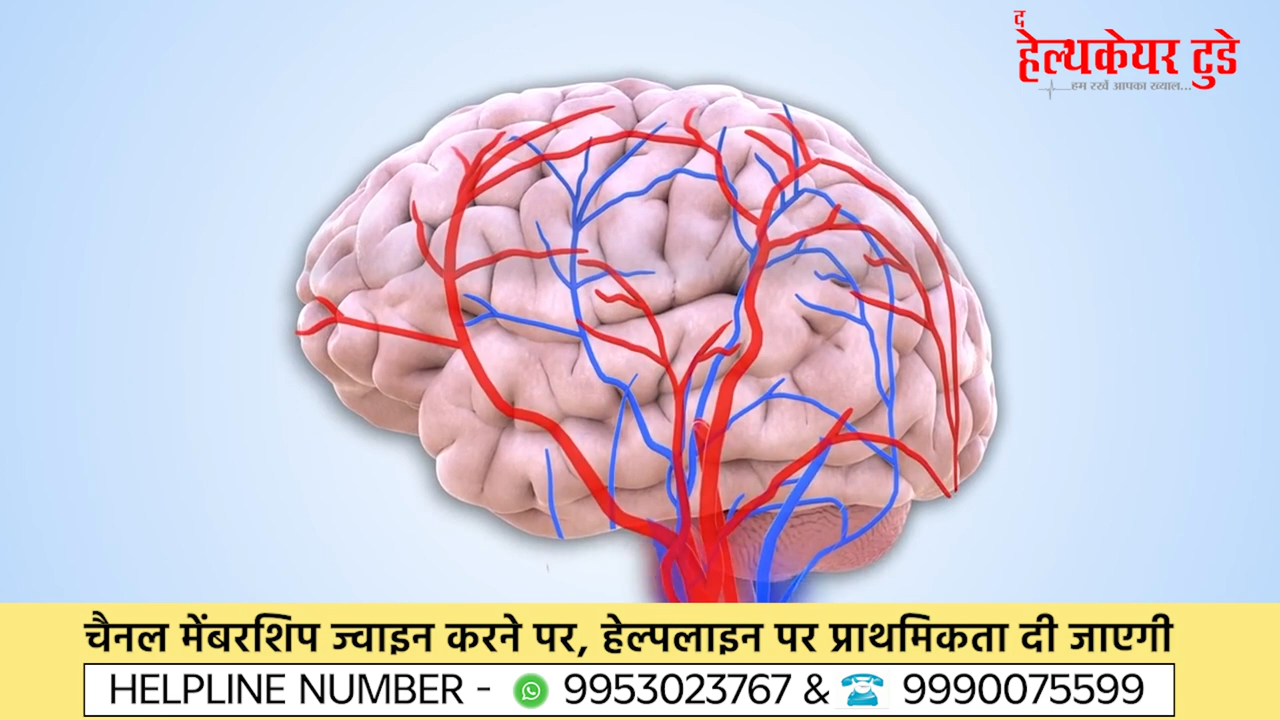 द
हेल्थकेयर टुडे
हम रखें आपका ख्याल...
चैनल मेंबरशिप ज्वाइन करने पर, हेल्पलाइन पर प्राथमिकता दी जाएगी
HELPLINE NUMBER - 9953023767 & 9990075599